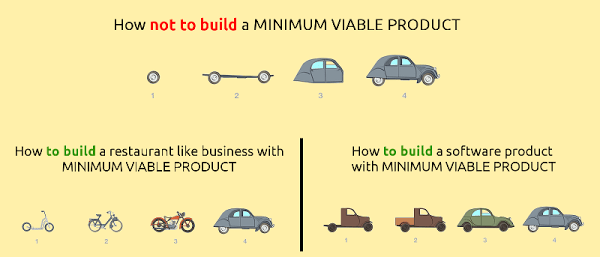 How not to build a MINIMUM VIABLE PRODUCT
1 2 3 4
How to build a restaurant like business with
MINIMUM VIABLE PRODUCT
1 2 3 4
How to build a software product
with MINIMUM VIABLE PRODUCT
1 2 3 4